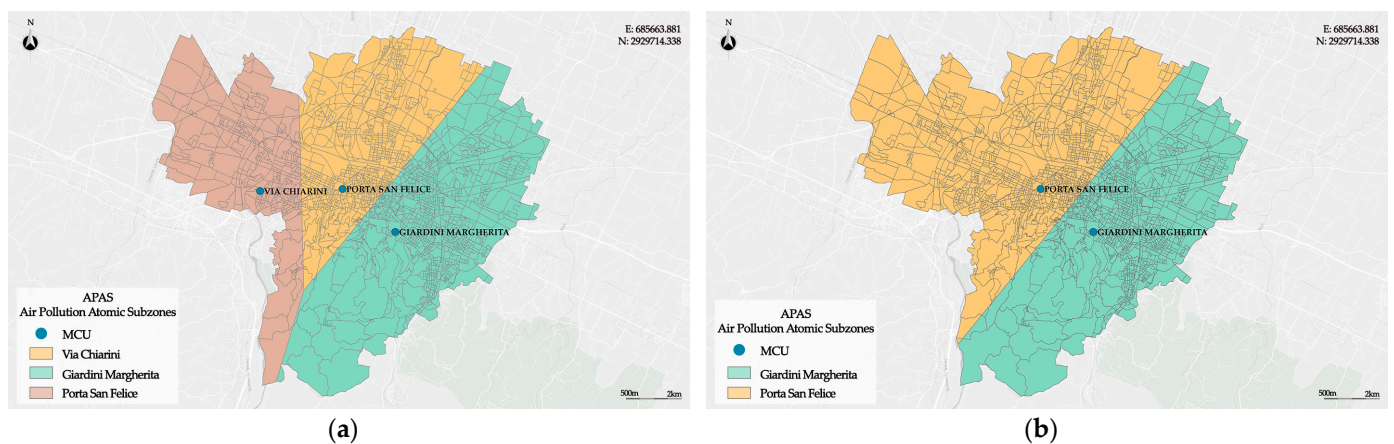 N
E: 685663.881
N: 2929714.338
VIA CHIARINI
PORTA SAN FELICE
GIARDINI MARGHERITA
APAS
Air Pollution Atomic Subzones
MCU
Via Chiarini
Giardini Margherita
Porta San Felice
500m 2km
(a)
N
E: 685663.881
N: 2929714.338
PORTA SAN FELICE
GIARDINI MARGHERITA
APAS
Air Pollution Atomic Subzones
MCU
Giardini Margherita
Porta San Felice
500m 2km
(b)